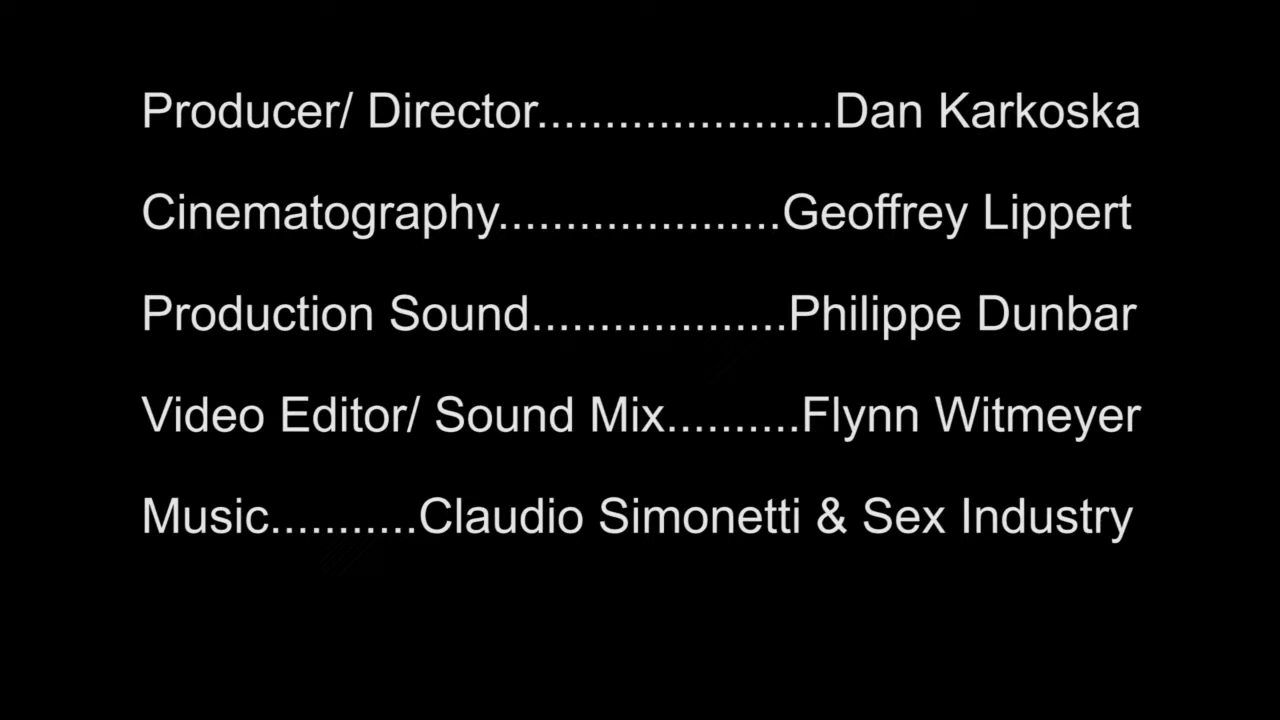 Producer/ Director......................Dan Karkoska
Cinematography.....................Geoffrey Lippert
Production Sound...................Philippe Dunbar
Video Editor/ Sound Mix..........Flynn Witmeyer
Music...........Claudio Simonetti & Sex Industry